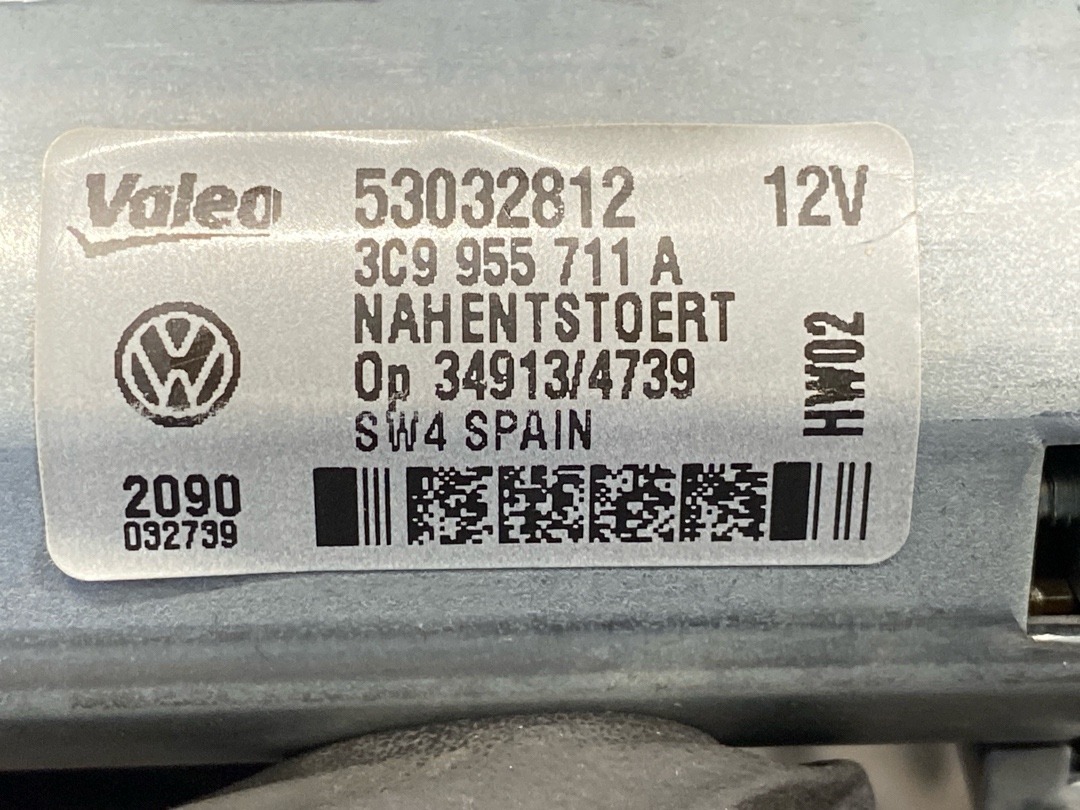 Valeo 53032812 12V
3C9 955 711 A
NAHENTSTOERT
Op 34913/4739
SW4 SPAIN
HW02
2090
032739